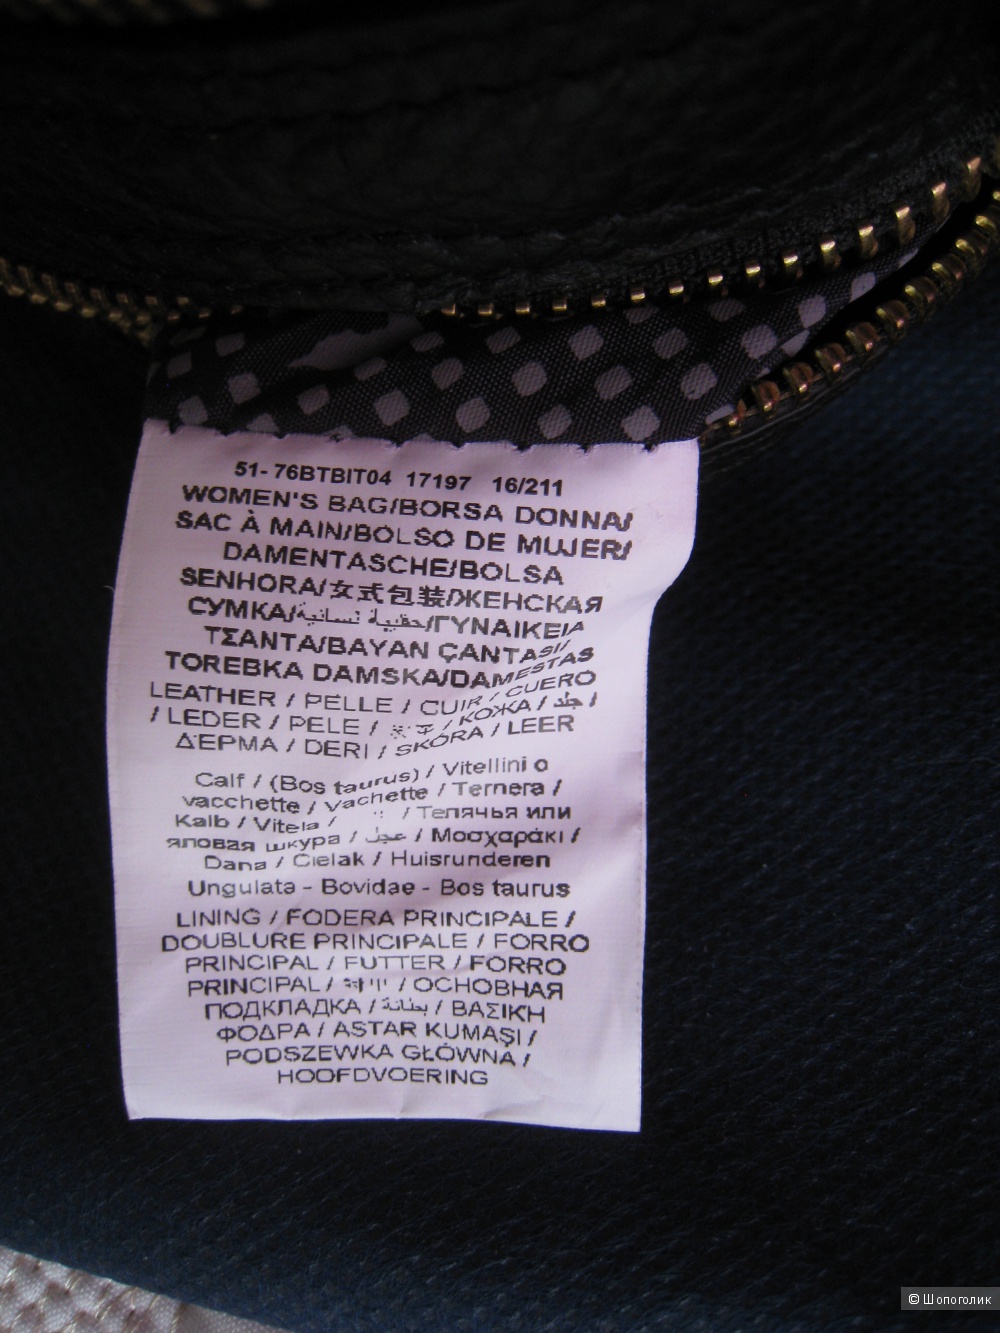 51- 76BTBIT04 17197 16/211
WOMEN'S BAG/BORSA DONNA/
SAC À MAIN/BOLSO DE MUJER/
DAMENTASCHE/BOLSA
SENHORA/女式包装/ЖЕНСКАЯ
СУМКА/حقيبة نسائية/ΓΥΝΑΙΚΕΙΑ
ΤΣΑΝΤΑ/BAYAN ÇANTASI/
TOREBKA DAMSKA/DAMESTAS
LEATHER / PELLE / CUIR / CUERO
/ LEDER / PELE / / КОЖА / جلد /
ΔΕΡΜΑ / DERI / SKÓRA / LEER
Calf / (Bos taurus) / Vitellini o
vacchette / Vachette / Ternera /
Kalb / Vitela / / Телячья или
яловая шкура / عجل / Μοσχαράκι /
Dana / Cielak / Huisrunderen
Ungulata - Bovidae - Bos taurus
LINING / FODERA PRINCIPALE /
DOUBLURE PRINCIPALE / FORRO
PRINCIPAL / FUTTER / FORRO
PRINCIPAL / / ОСНОВНАЯ
ПОДКЛАДКА / بطانة / ΒΑΣΙΚΗ
ΦΟΔΡΑ / ASTAR KUMAŞI /
PODSZEWKA GŁÓWNA /
HOOFDVOERING
© Шопоголик